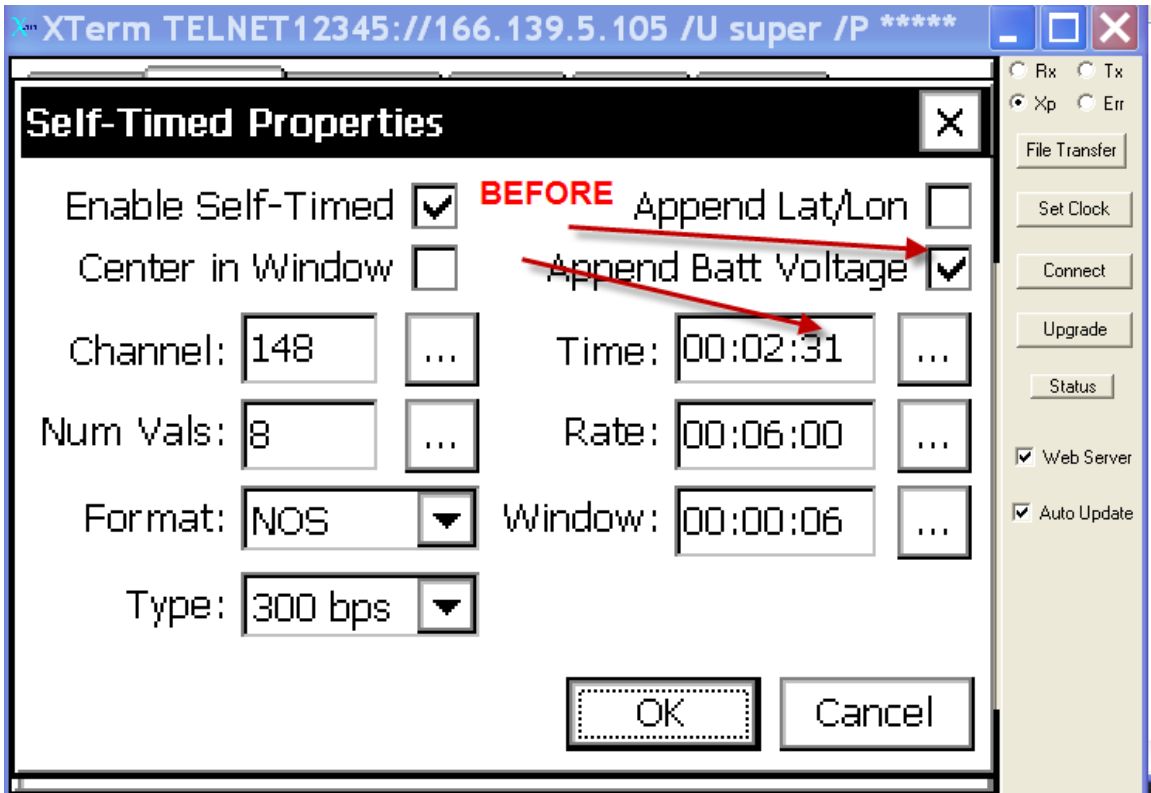 XTerm TELNET12345://166.139.5.105 /U super /P *****
Rx Tx
Xp Err
File Transfer
Set Clock
Connect
Upgrade
Status
Web Server
Auto Update
Self-Timed Properties
BEFORE
Enable Self-Timed
Append Lat/Lon
Center in Window
Append Batt Voltage
Channel: 148 ...
Time: 00:02:31 ...
Num Vals: 8 ...
Rate: 00:06:00 ...
Format: NOS
Window: 00:00:06 ...
Type: 300 bps
OK
Cancel